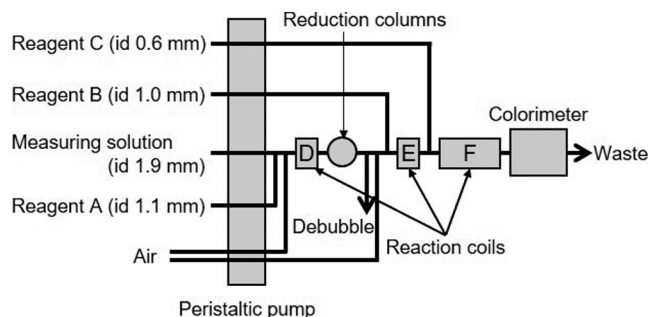 Reduction columns
Reagent C (id 0.6 mm)
Reagent B (id 1.0 mm)
Colorimeter
Measuring solution
(id 1.9 mm)
D
E
F
Waste
Reagent A (id 1.1 mm)
Debubble
Reaction coils
Air
Peristaltic pump